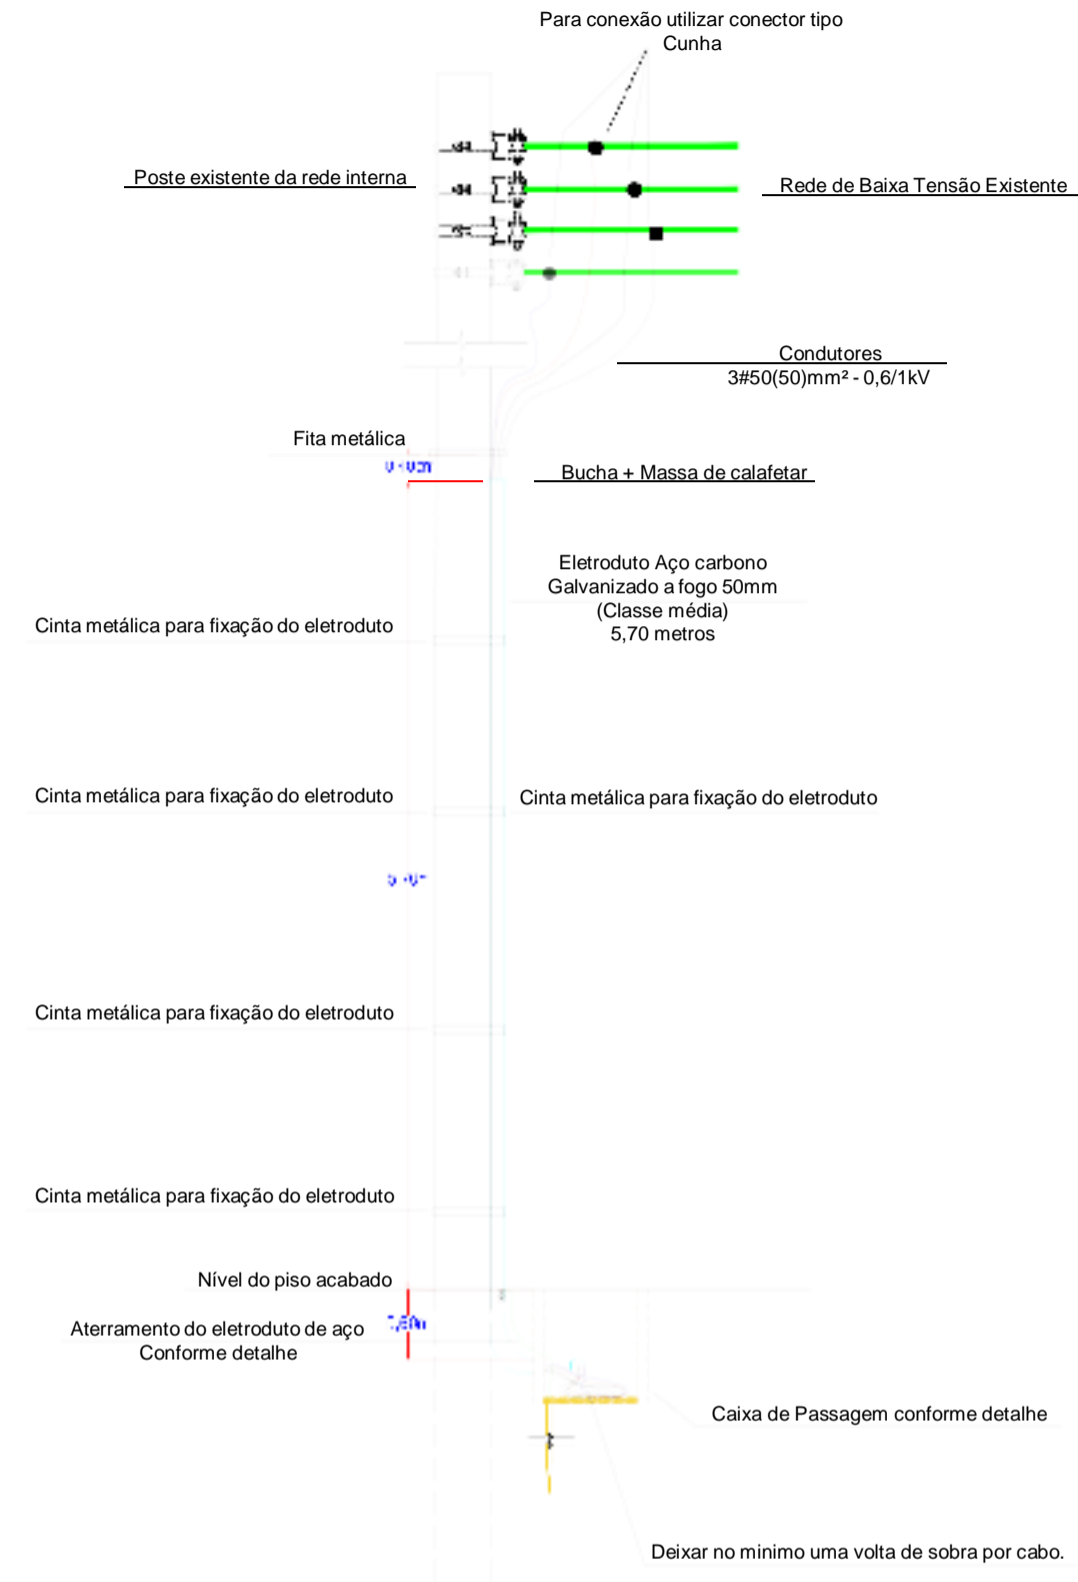 Para conexão utilizar conector tipo
Cunha
Poste existente da rede interna
Rede de Baixa Tensão Existente
Condutores
3#50(50)mm² - 0,6/1kV
Fita metálica
Bucha + Massa de calafetar
Eletroduto Aço carbono
Galvanizado a fogo 50mm
(Classe média)
5,70 metros
Cinta metálica para fixação do eletroduto
Cinta metálica para fixação do eletroduto
Cinta metálica para fixação do eletroduto
Cinta metálica para fixação do eletroduto
Cinta metálica para fixação do eletroduto
Nível do piso acabado
Aterramento do eletroduto de aço
Conforme detalhe
Caixa de Passagem conforme detalhe
Deixar no minimo uma volta de sobra por cabo.